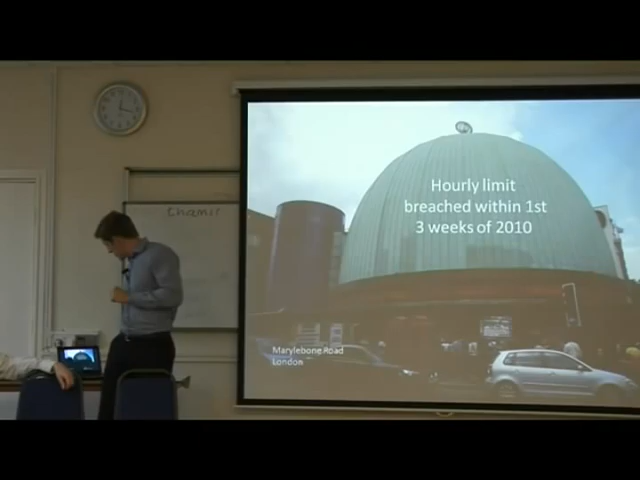 Hourly limit
breached within 1st
3 weeks of 2010
Marylebone Road
London